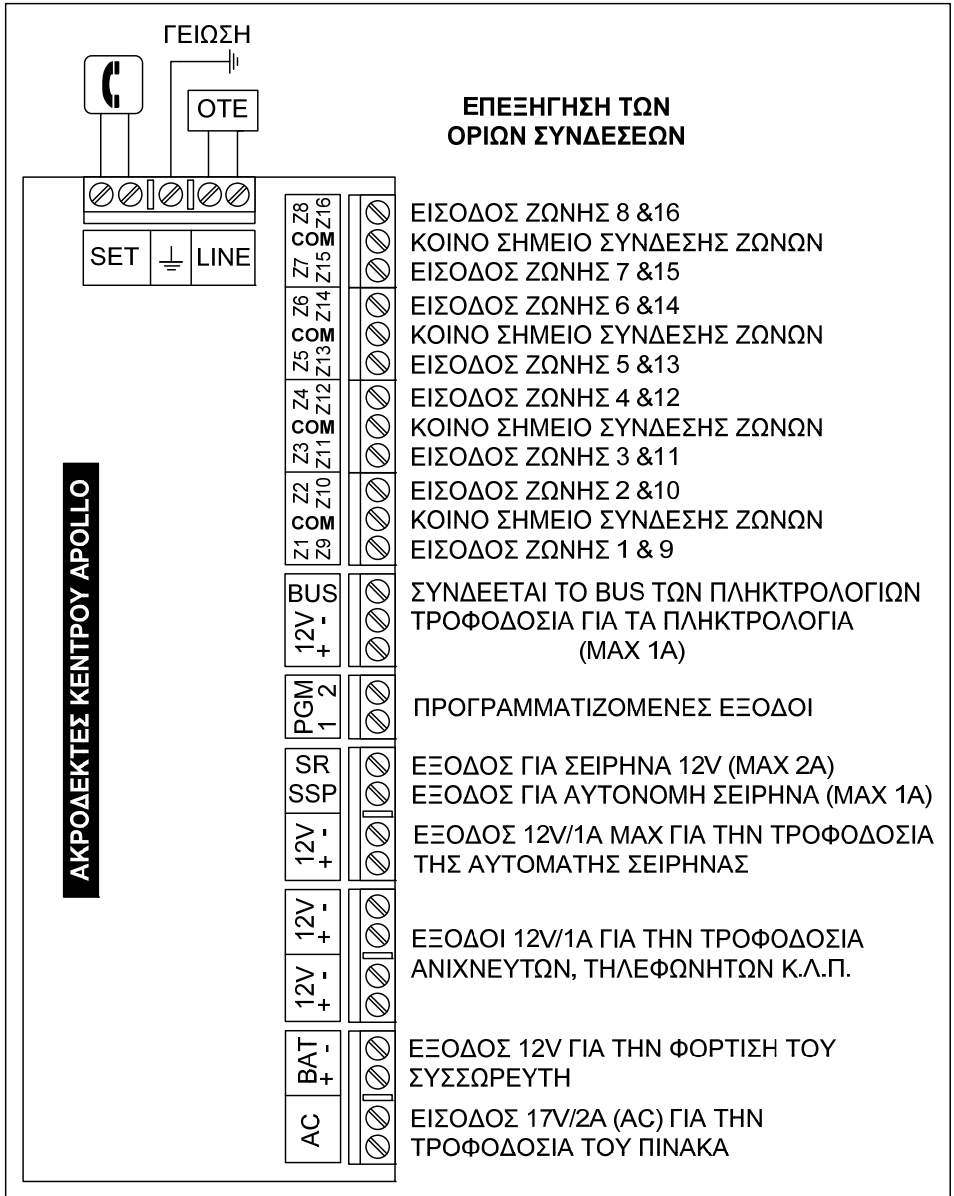 ΓΕΙΩΣΗ
ΟΤΕ
ΕΠΕΞΗΓΗΣΗ ΤΩΝ
ΟΡΙΩΝ ΣΥΝΔΕΣΕΩΝ
SET
LINE
Z8 Z16 ΕΙΣΟΔΟΣ ΖΩΝΗΣ 8 &16
COM ΚΟΙΝΟ ΣΗΜΕΙΟ ΣΥΝΔΕΣΗΣ ΖΩΝΩΝ
Z7 Z15 ΕΙΣΟΔΟΣ ΖΩΝΗΣ 7 &15
Z6 Z14 ΕΙΣΟΔΟΣ ΖΩΝΗΣ 6 &14
COM ΚΟΙΝΟ ΣΗΜΕΙΟ ΣΥΝΔΕΣΗΣ ΖΩΝΩΝ
Z5 Z13 ΕΙΣΟΔΟΣ ΖΩΝΗΣ 5 &13
Z4 Z12 ΕΙΣΟΔΟΣ ΖΩΝΗΣ 4 &12
COM ΚΟΙΝΟ ΣΗΜΕΙΟ ΣΥΝΔΕΣΗΣ ΖΩΝΩΝ
Z3 Z11 ΕΙΣΟΔΟΣ ΖΩΝΗΣ 3 &11
Z2 Z10 ΕΙΣΟΔΟΣ ΖΩΝΗΣ 2 &10
COM ΚΟΙΝΟ ΣΗΜΕΙΟ ΣΥΝΔΕΣΗΣ ΖΩΝΩΝ
Z1 Z9 ΕΙΣΟΔΟΣ ΖΩΝΗΣ 1 & 9
ΑΚΡΟΔΕΚΤΕΣ ΚΕΝΤΡΟΥ APOLLO
BUS ΣΥΝΔΕΕΤΑΙ ΤΟ BUS ΤΩΝ ΠΛΗΚΤΡΟΛΟΓΙΩΝ
12V + - ΤΡΟΦΟΔΟΣΙΑ ΓΙΑ ΤΑ ΠΛΗΚΤΡΟΛΟΓΙΑ
(MAX 1A)
PGM 1 2 ΠΡΟΓΡΑΜΜΑΤΙΖΟΜΕΝΕΣ ΕΞΟΔΟΙ
SR ΕΞΟΔΟΣ ΓΙΑ ΣΕΙΡΗΝΑ 12V (MAX 2A)
SSP ΕΞΟΔΟΣ ΓΙΑ ΑΥΤΟΝΟΜΗ ΣΕΙΡΗΝΑ (MAX 1A)
12V + - ΕΞΟΔΟΣ 12V/1A MAX ΓΙΑ ΤΗΝ ΤΡΟΦΟΔΟΣΙΑ
ΤΗΣ ΑΥΤΟΜΑΤΗΣ ΣΕΙΡΗΝΑΣ
12V + -
ΕΞΟΔΟΙ 12V/1A ΓΙΑ ΤΗΝ ΤΡΟΦΟΔΟΣΙΑ
12V + - ΑΝΙΧΝΕΥΤΩΝ, ΤΗΛΕΦΩΝΗΤΩΝ Κ.Λ.Π.
BAT + - ΕΞΟΔΟΣ 12V ΓΙΑ ΤΗΝ ΦΟΡΤΙΣΗ ΤΟΥ
ΣΥΣΣΩΡΕΥΤΗ
AC ΕΙΣΟΔΟΣ 17V/2A (AC) ΓΙΑ ΤΗΝ
ΤΡΟΦΟΔΟΣΙΑ ΤΟΥ ΠΙΝΑΚΑ